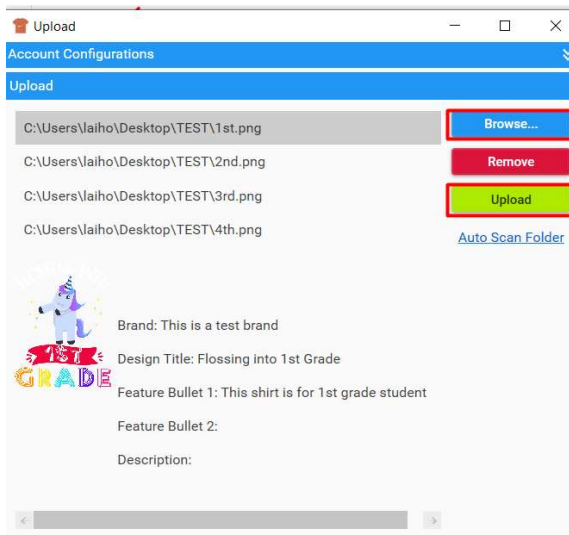 Upload
Account Configurations
Upload
C:\Users\laiho\Desktop\TEST\1st.png
Browse...
C:\Users\laiho\Desktop\TEST\2nd.png
Remove
C:\Users\laiho\Desktop\TEST\3rd.png
Upload
C:\Users\laiho\Desktop\TEST\4th.png
Auto Scan Folder
1ST
GRADE
Brand: This is a test brand
Design Title: Flossing into 1st Grade
Feature Bullet 1: This shirt is for 1st grade student
Feature Bullet 2:
Description: